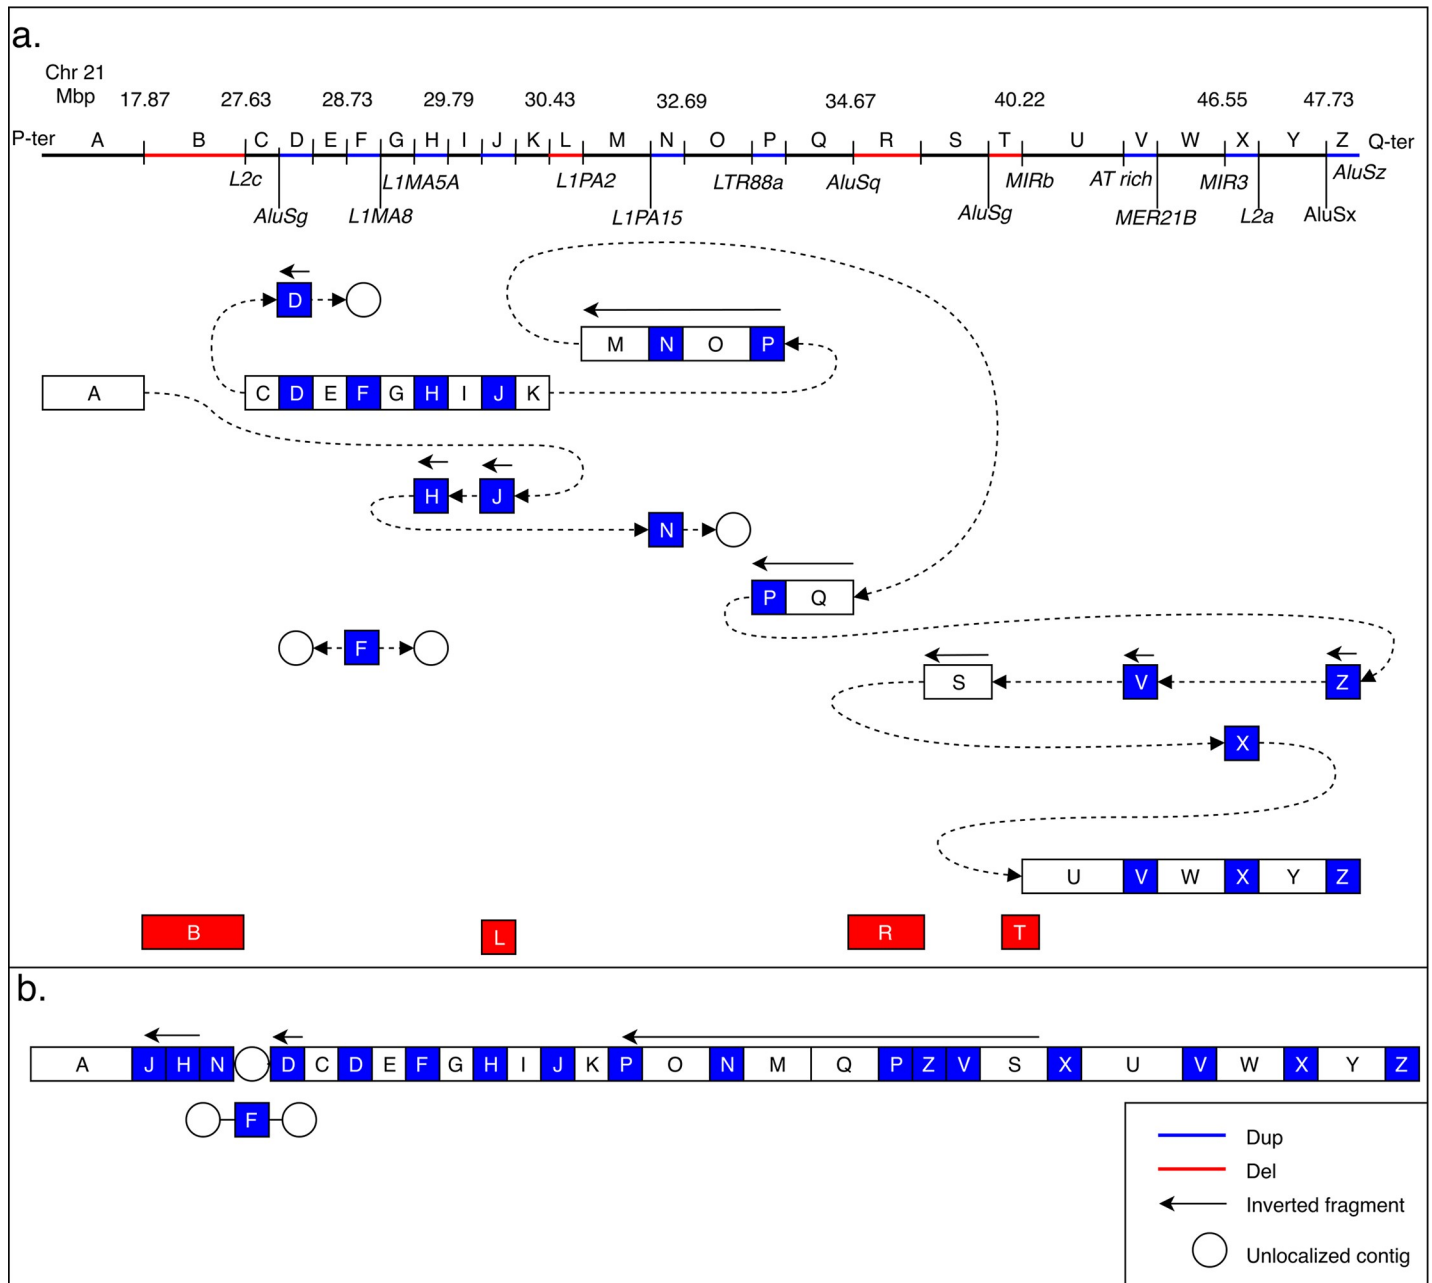 a.
Chr 21
Mbp 17.87 27.63 28.73 29.79 30.43 32.69 34.67 40.22 46.55 47.73
P-ter A B C D E F G H I J K L M N O P Q R S T U V W X Y Z Q-ter
L2c L1MA5A L1PA2 LTR88a AluSq MIRb AT rich MIR3 AluSz
AluSg L1MA8 L1PA15 AluSg MER21B L2a AluSx
D
M N O P
A C D E F G H I J K
H J
N
P Q
F
S V Z
X
U V W X Y Z
B L R T
b.
A J H N D C D E F G H I J K P O N M Q P Z V S X U V W X Y Z
F
Dup
Del
Inverted fragment
Unlocalized contig